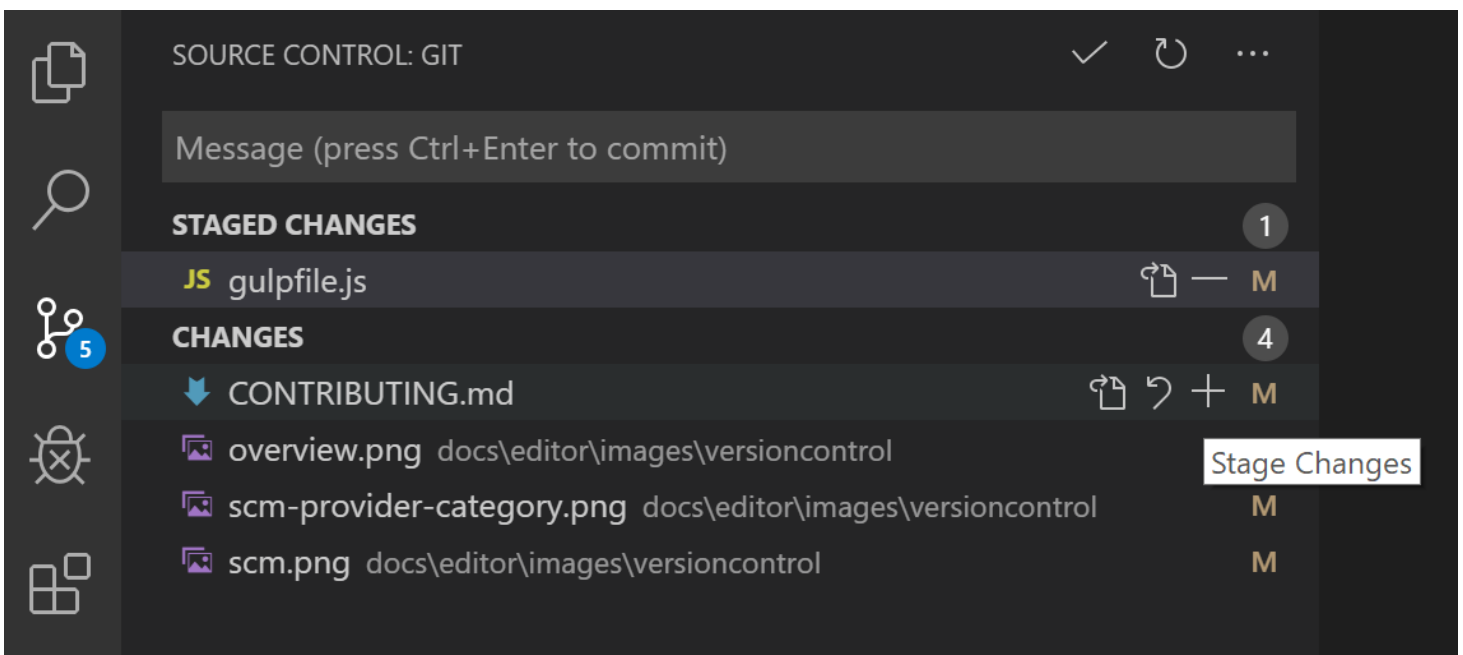 SOURCE CONTROL: GIT
Message (press Ctrl+Enter to commit)
STAGED CHANGES 1
JS gulpfile.js M
CHANGES 4
5
CONTRIBUTING.md M
overview.png docs\editor\images\versioncontrol
Stage Changes
scm-provider-category.png docs\editor\images\versioncontrol M
scm.png docs\editor\images\versioncontrol M